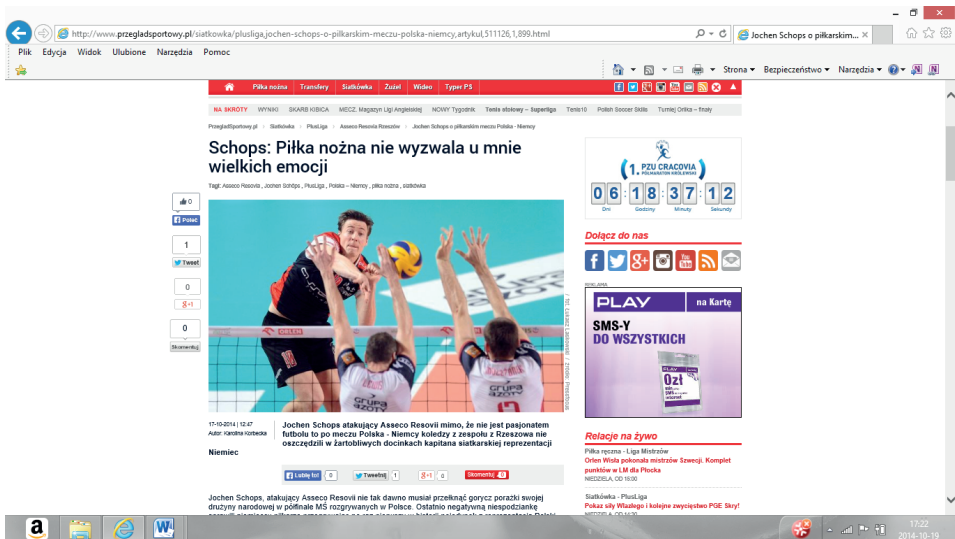 http://www.przegladsportowy.pl/siatkowka/plusliga,jochen-schops-o-pilkarskim-meczu-polska-niemcy,artykul,511126,1,899.html
Jochen Schops o piłkarskim...
Plik Edycja Widok Ulubione Narzędzia Pomoc
Strona Bezpieczeństwo Narzędzia
Piłka nożna Transfery Siatkówka Żużel Wideo Typer PS
NA SKRÓTY WYNIKI SKARB KIBICA MECZ. Magazyn Ligi Angielskiej NOWY Tygodnik Tenis stołowy – Superliga Tenis10 Polish Soccer Skills Turniej Orlika – finały
PrzegladSportowy.pl Siatkówka PlusLiga Asseco Resovia Rzeszów Jochen Schops o piłkarskim meczu Polska - Niemcy
Schops: Piłka nożna nie wyzwala u mnie
wielkich emocji
Tagi: Asseco Resovia , Jochen Schöps , PlusLiga , Polska – Niemcy , piłka nożna , siatkówka
0
Poleć
1
Tweet
0
g+1
0
Skomentuj
ORLEN
GRUPA
AZOTY
GRUPA
AZOTY
17-10-2014 | 12:47
Autor: Karolina Korbecka
Jochen Schops atakujący Asseco Resovii mimo, że nie jest pasjonatem
futbolu to po meczu Polska - Niemcy koledzy z zespołu z Rzeszowa nie
oszczędzili w żartobliwych docinkach kapitana siatkarskiej reprezentacji
Niemiec
Lubię to! 0 Tweetnij 1 g+1 0 Skomentuj 0
Jochen Schops, atakujący Asseco Resovii nie tak dawno musiał przełknąć gorycz porażki swojej
drużyny narodowej w półfinale MŚ rozgrywanych w Polsce. Ostatnio negatywną niespodziankę
1. PZU CRACOVIA
PÓŁMARATON KRÓLEWSKI
06:18:37:12
Dni Godziny Minuty Sekundy
Dołącz do nas
You Tube
REKLAMA
PLAY na Kartę
SMS-Y
DO WSZYSTKICH
PLAY
0zł
Relacje na żywo
Piłka ręczna - Liga Mistrzów
Orlen Wisła pokonała mistrzów Szwecji. Komplet
punktów w LM dla Płocka
NIEDZIELA, OD 15:00
Siatkówka - PlusLiga
Pokaz siły Wlazłego i kolejne zwycięstwo PGE Skry!
17:22
2014-10-19